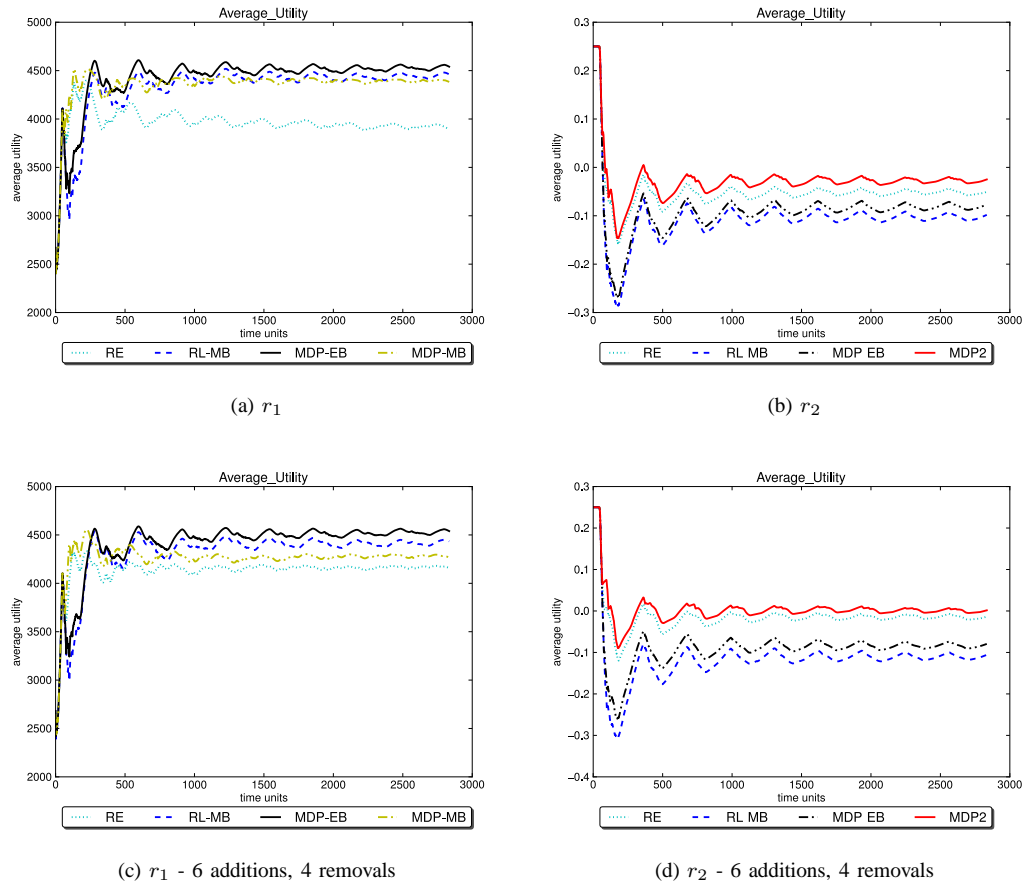 Average_Utility
5000
4500
4000
3500
3000
2500
2000
average utility
0
500
1000
1500
2000
2500
3000
time units
RE
RL-MB
MDP-EB
MDP-MB
(a) r1
Average_Utility
0.3
0.2
0.1
0.0
−0.1
−0.2
−0.3
average utility
0
500
1000
1500
2000
2500
3000
time units
RE
RL MB
MDP EB
MDP2
(b) r2
Average_Utility
5000
4500
4000
3500
3000
2500
2000
average utility
0
500
1000
1500
2000
2500
3000
time units
RE
RL-MB
MDP-EB
MDP-MB
(c) r1 - 6 additions, 4 removals
Average_Utility
0.3
0.2
0.1
0.0
−0.1
−0.2
−0.3
−0.4
average utility
0
500
1000
1500
2000
2500
3000
time units
RE
RL MB
MDP EB
MDP2
(d) r2 - 6 additions, 4 removals